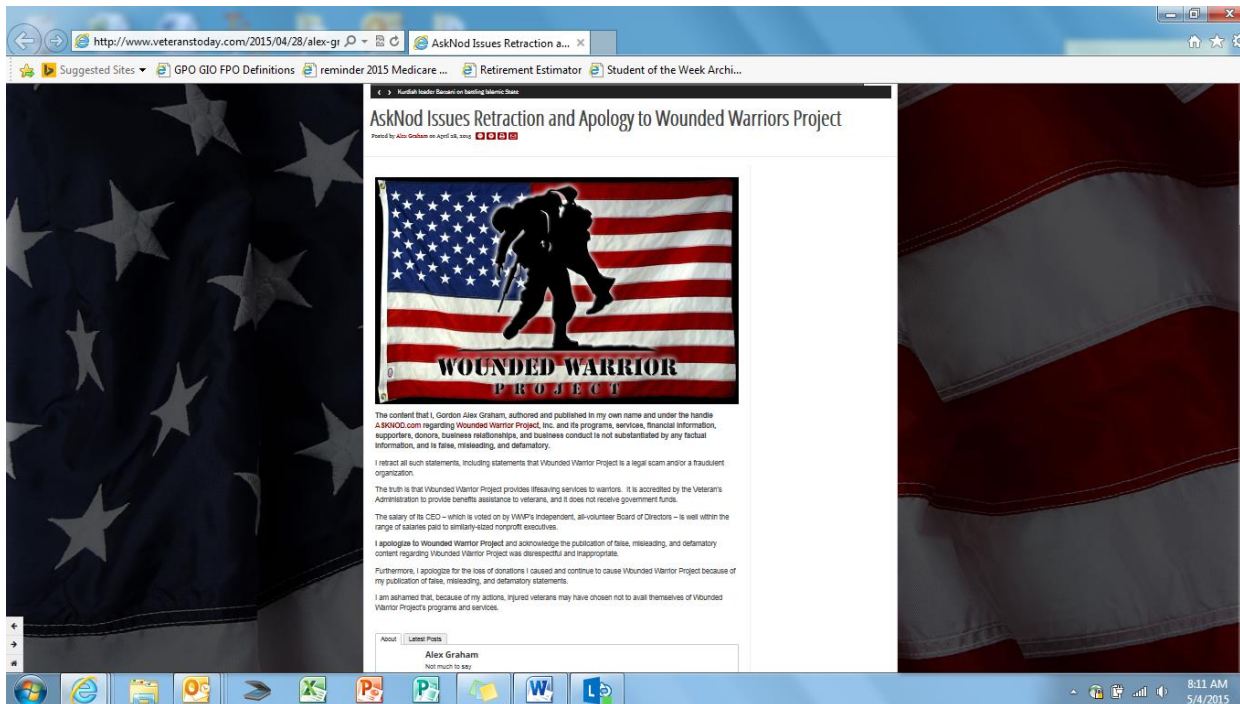 http://www.veteranstoday.com/2015/04/28/alex-gr
AskNod Issues Retraction a...
Suggested Sites
GPO GIO FPO Definitions
reminder 2015 Medicare ...
Retirement Estimator
Student of the Week Archi...
Kurdish leader Barzani on battling Islamic State
AskNod Issues Retraction and Apology to Wounded Warriors Project
Posted by Alex Graham on April 28, 2015
WOUNDED WARRIOR
PROJECT
The content that I, Gordon Alex Graham, authored and published in my own name and under the handle
ASKNOD.com regarding Wounded Warrior Project, Inc. and its programs, services, financial information,
supporters, donors, business relationships, and business conduct is not substantiated by any factual
information, and is false, misleading, and defamatory.
I retract all such statements, including statements that Wounded Warrior Project is a legal scam and/or a fraudulent
organization.
The truth is that Wounded Warrior Project provides lifesaving services to warriors. It is accredited by the Veteran's
Administration to provide benefits assistance to veterans, and it does not receive government funds.
The salary of its CEO – which is voted on by WWP's independent, all-volunteer Board of Directors – is well within the
range of salaries paid to similarly-sized nonprofit executives.
I apologize to Wounded Warrior Project and acknowledge the publication of false, misleading, and defamatory
content regarding Wounded Warrior Project was disrespectful and inappropriate.
Furthermore, I apologize for the loss of donations I caused and continue to cause Wounded Warrior Project because of
my publication of false, misleading, and defamatory statements.
I am ashamed that, because of my actions, injured veterans may have chosen not to avail themselves of Wounded
Warrior Project's programs and services.
About
Latest Posts
Alex Graham
Not much to say
8:11 AM
5/4/2015